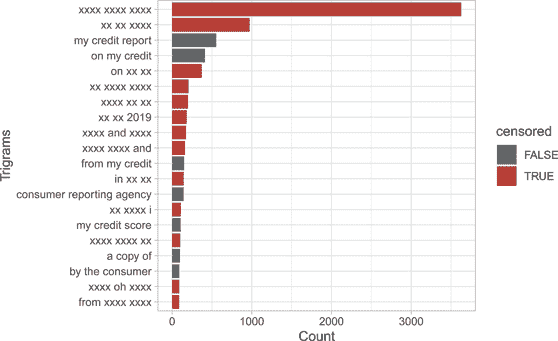 xxxx xxxx xxxx
xx xx xxxx
my credit report
on my credit
on xx xx
xx xxxx xxxx
xxxx xx xx
xx xx 2019
xxxx and xxxx
xxxx xxxx and
from my credit
in xx xx
consumer reporting agency
xx xxxx i
my credit score
xxxx xxxx xx
a copy of
by the consumer
xxxx oh xxxx
from xxxx xxxx
Trigrams
0 1000 2000 3000
Count
censored
FALSE
TRUE